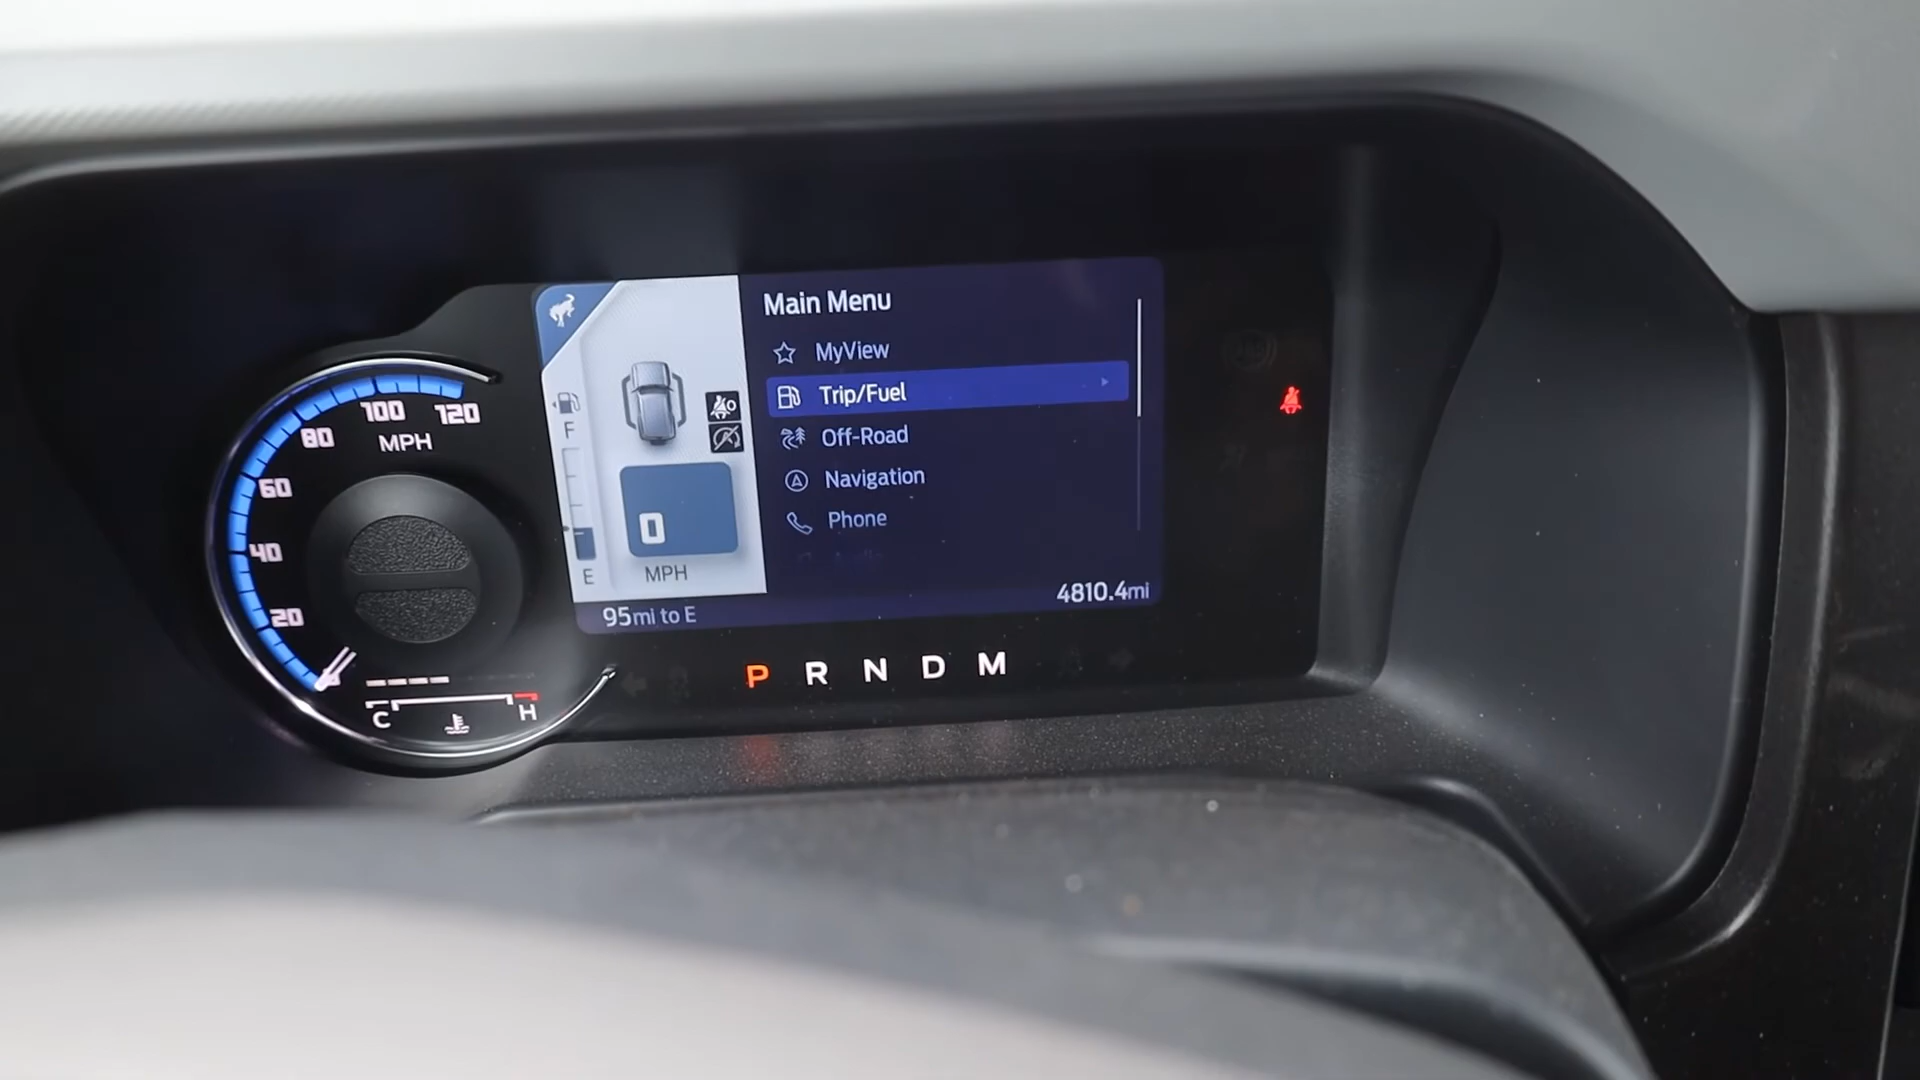 Main Menu
MyView
Trip/Fuel
Off-Road
Navigation
Phone
100
120
80
MPH
60
40
20
F
E
0
MPH
95mi to E
4810.4mi
P R N D M
C
H